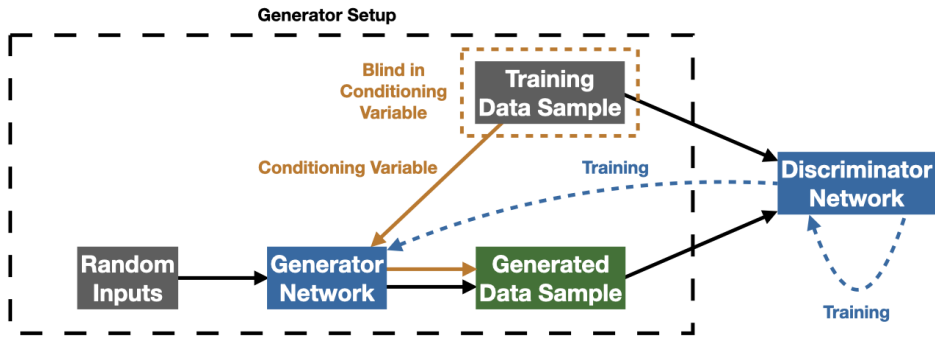 Generator Setup
Blind in
Conditioning
Variable
Training
Data Sample
Conditioning Variable
Training
Discriminator
Network
Random
Inputs
Generator
Network
Generated
Data Sample
Training